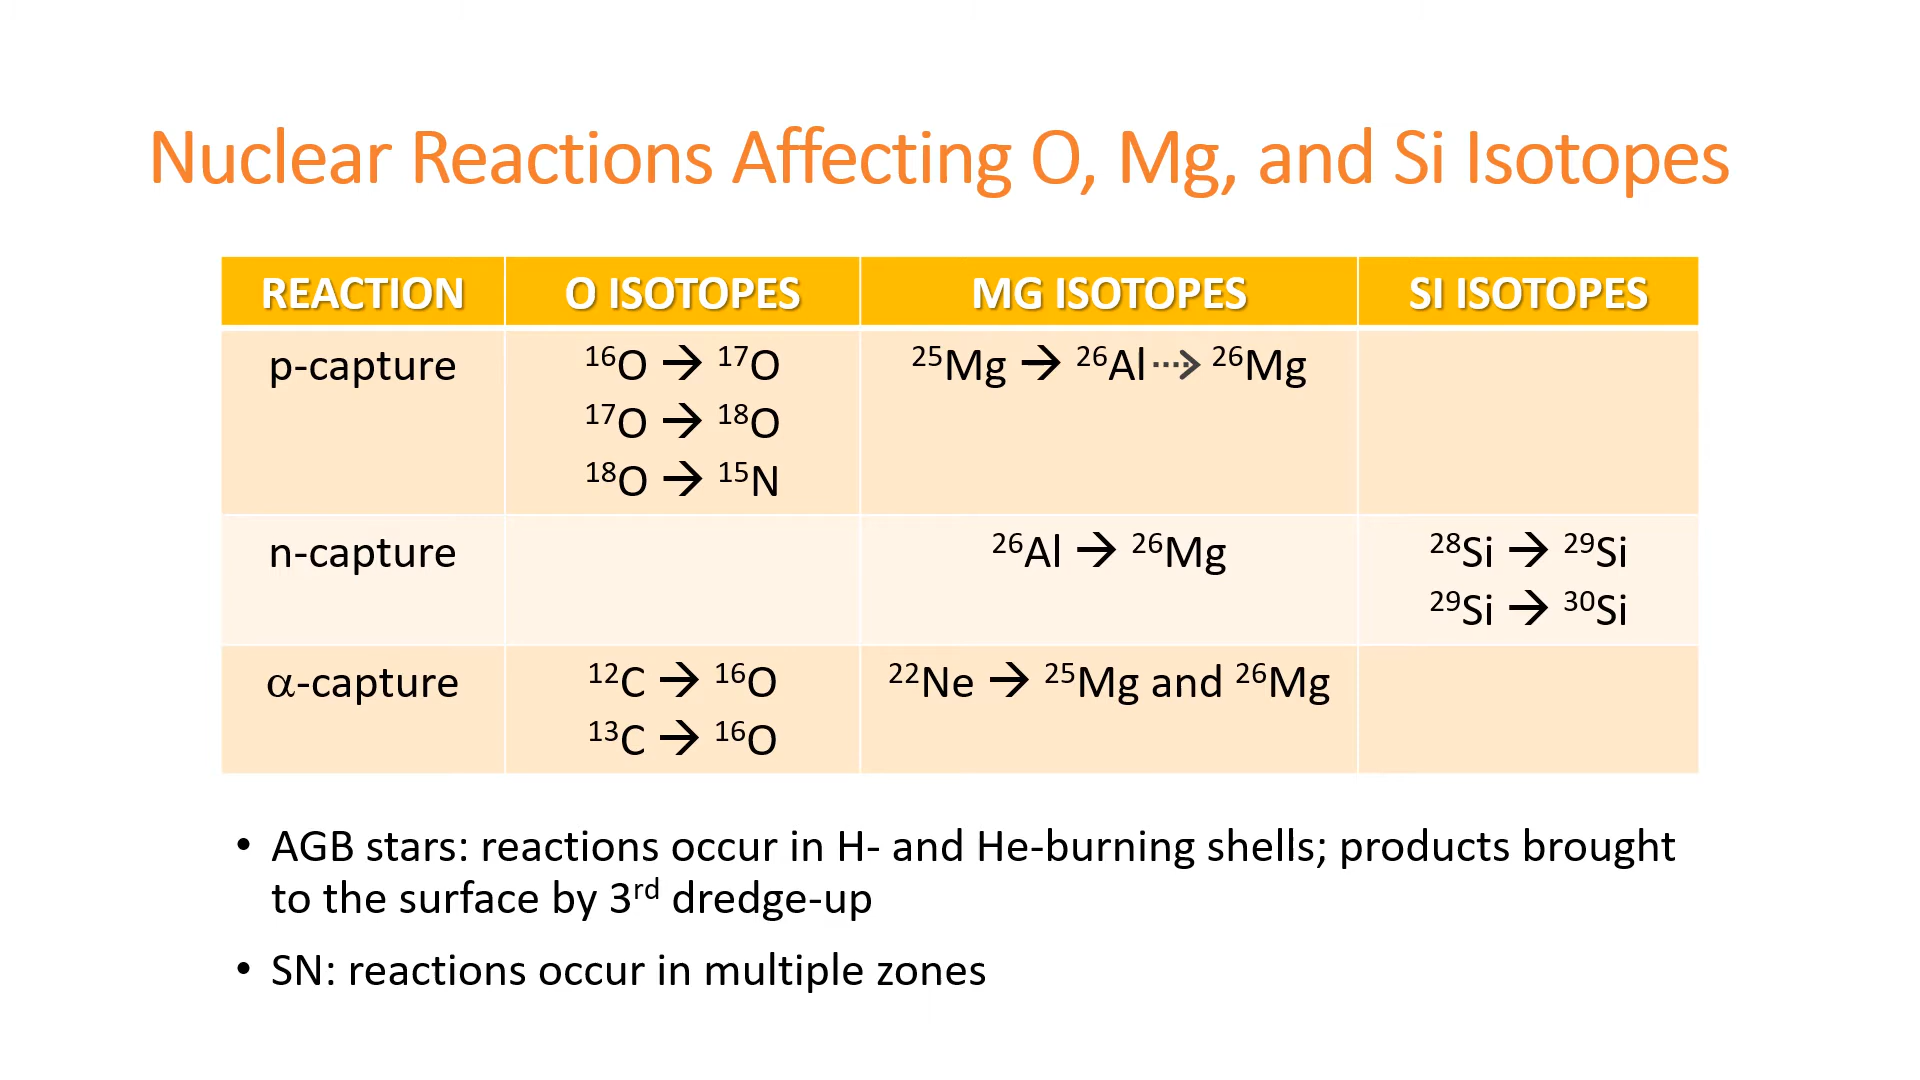 Nuclear Reactions Affecting O, Mg, and Si Isotopes
REACTION O ISOTOPES MG ISOTOPES SI ISOTOPES
p-capture ¹⁶O → ¹⁷O ²⁵Mg → ²⁶Al ⇢ ²⁶Mg
¹⁷O → ¹⁸O
¹⁸O → ¹⁵N
n-capture ²⁶Al → ²⁶Mg ²⁸Si → ²⁹Si
²⁹Si → ³⁰Si
α-capture ¹²C → ¹⁶O ²²Ne → ²⁵Mg and ²⁶Mg
¹³C → ¹⁶O
• AGB stars: reactions occur in H- and He-burning shells; products brought
to the surface by 3ʳᵈ dredge-up
• SN: reactions occur in multiple zones